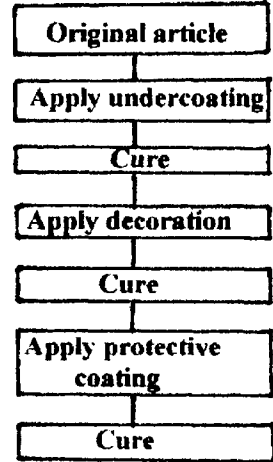 Original article
Apply undercoating
Cure
Apply decoration
Cure
Apply protective
coating
Cure